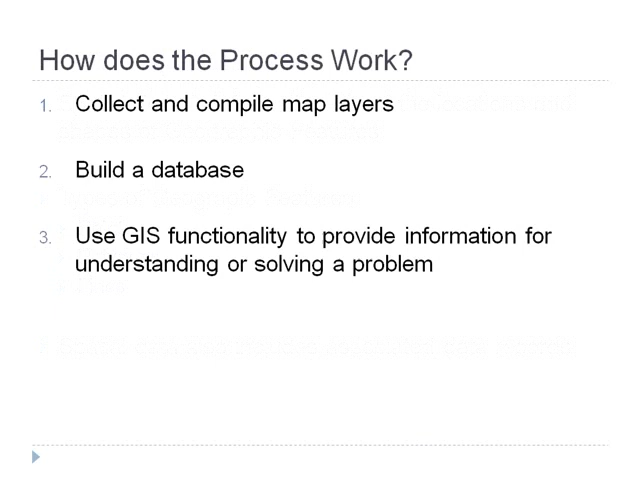 How does the Process Work?
1. Collect and compile map layers
2. Build a database
3. Use GIS functionality to provide information for
understanding or solving a problem